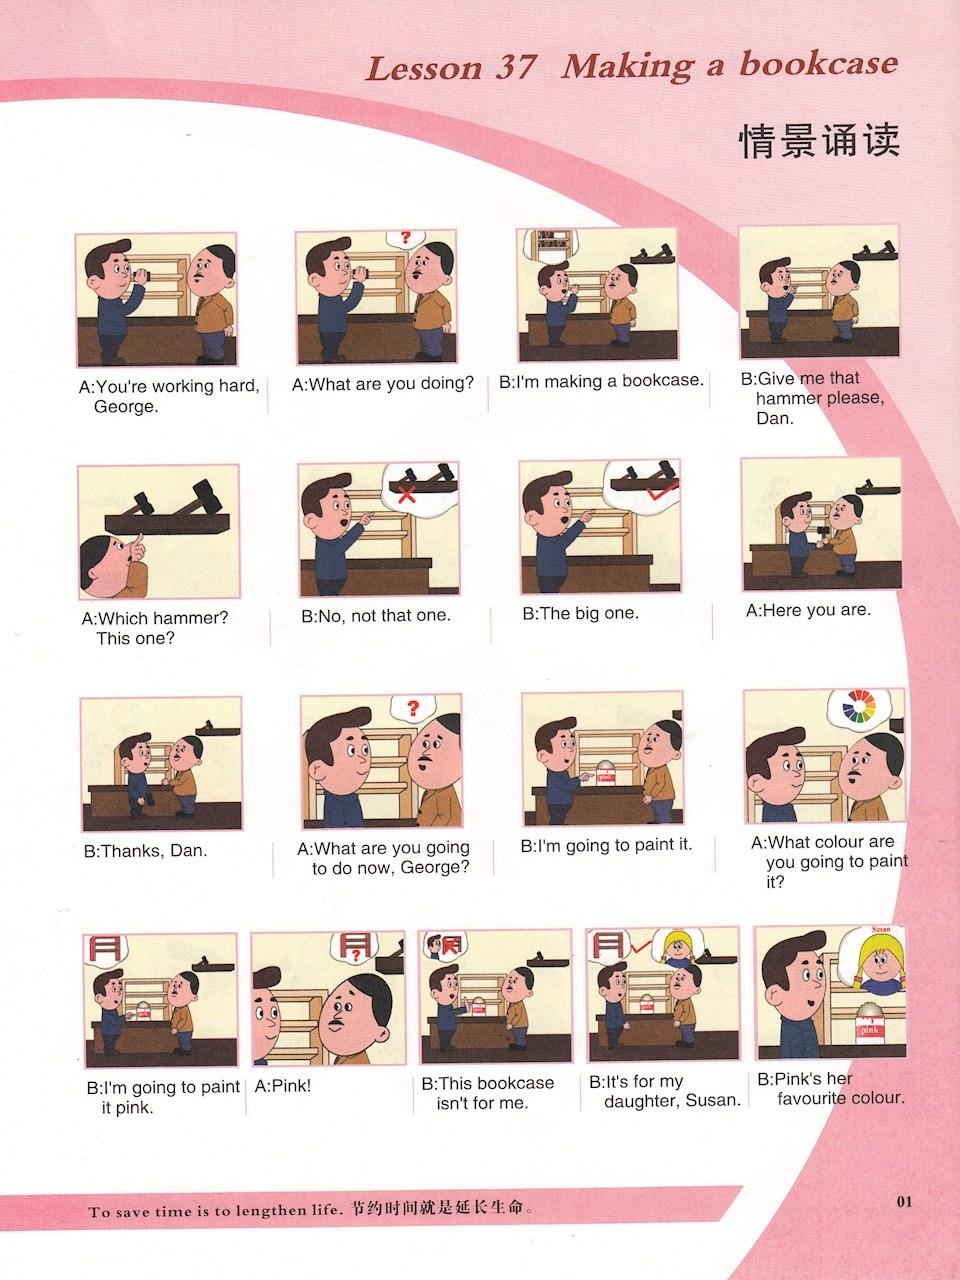 Lesson 37 Making a bookcase
情景诵读
A:You're working hard,
George.
A:What are you doing?
B:I'm making a bookcase.
B:Give me that
hammer please,
Dan.
A:Which hammer?
This one?
B:No, not that one.
B:The big one.
A:Here you are.
B:Thanks, Dan.
A:What are you going
to do now, George?
pink
B:I'm going to paint it.
A:What colour are
you going to paint
it?
pink
B:I'm going to paint
it pink.
A:Pink!
pink
B:This bookcase
isn't for me.
pink
B:It's for my
daughter, Susan.
Susan
pink
B:Pink's her
favourite colour.
To save time is to lengthen life. 节约时间就是延长生命。
01